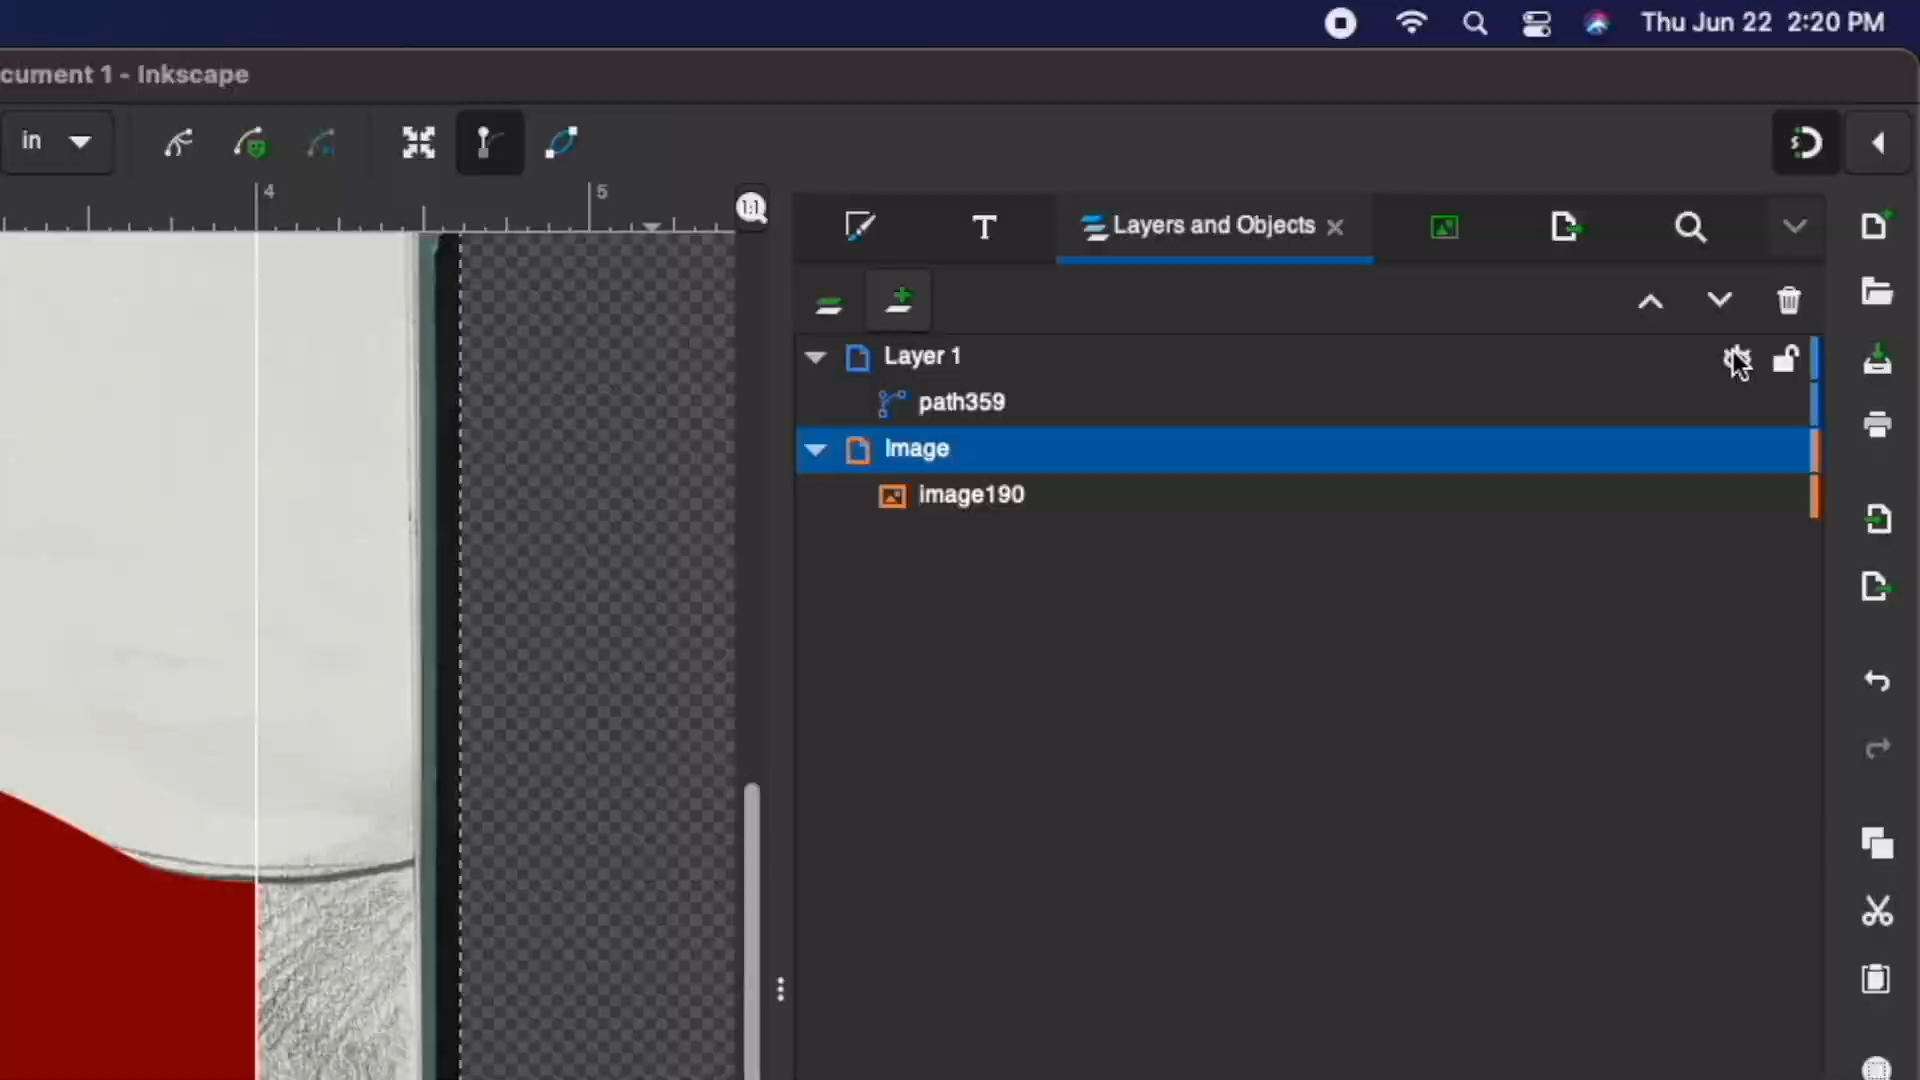 Thu Jun 22 2:20 PM
cument 1 - Inkscape
in
4
5
1:1
T
Layers and Objects
Layer 1
path359
Image
image190